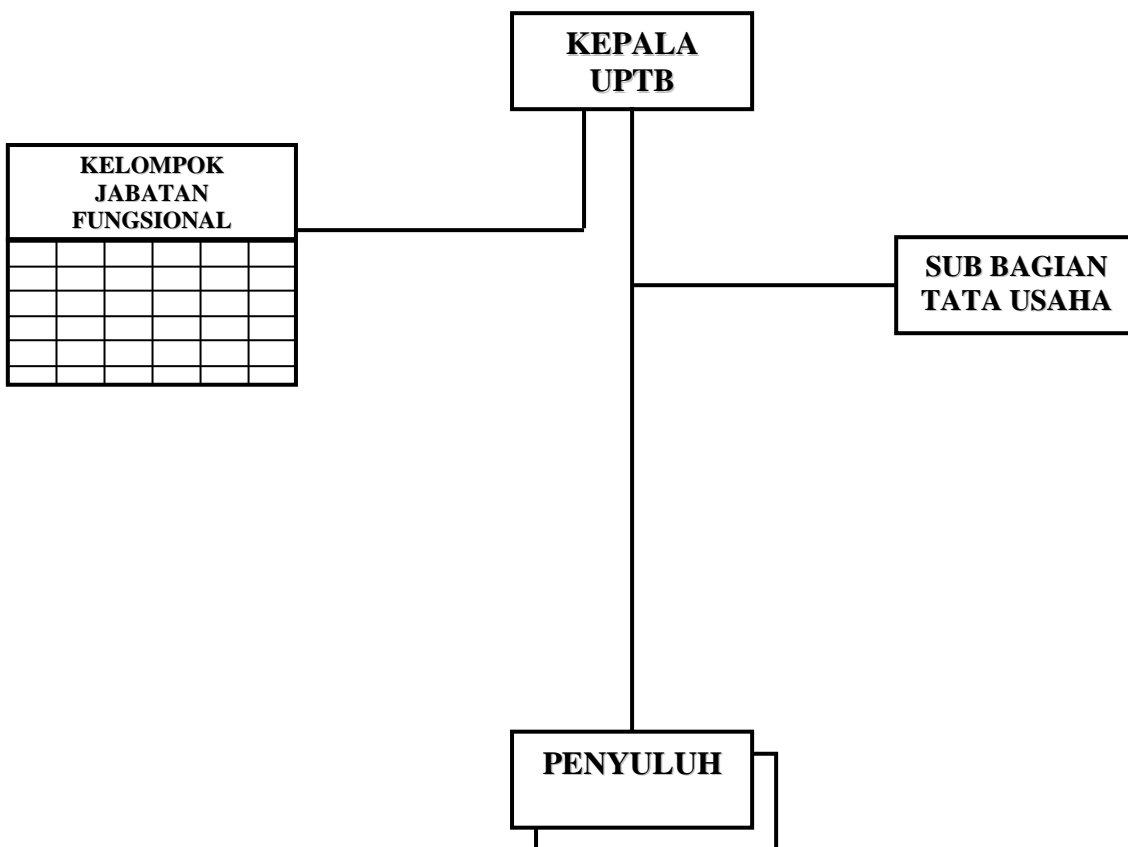 KEPALA
UPTB
KELOMPOK
JABATAN
FUNGSIONAL
SUB BAGIAN
TATA USAHA
PENYULUH